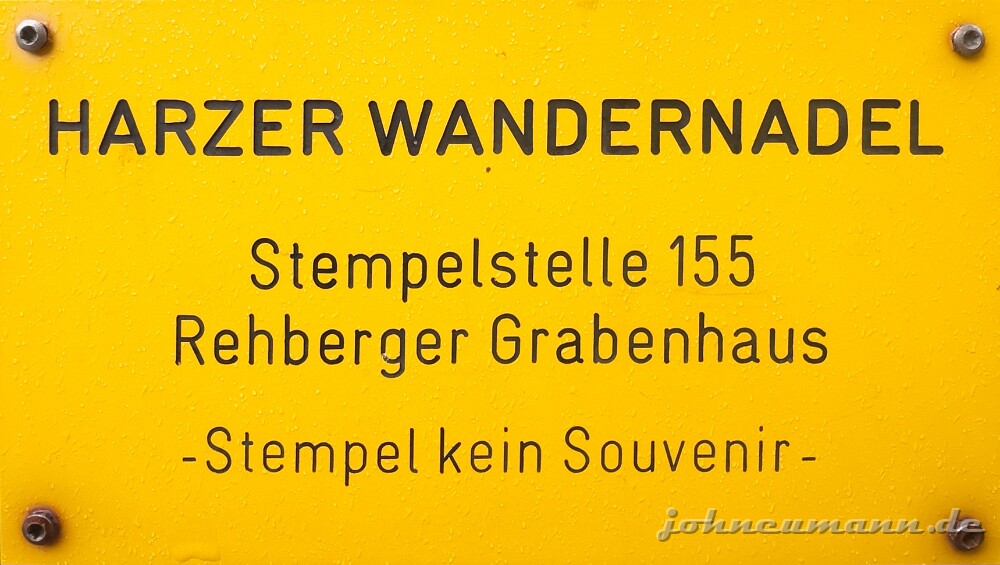 HARZER WANDERNADEL
Stempelstelle 155
Rehberger Grabenhaus
-Stempel kein Souvenir-
johneumann.de